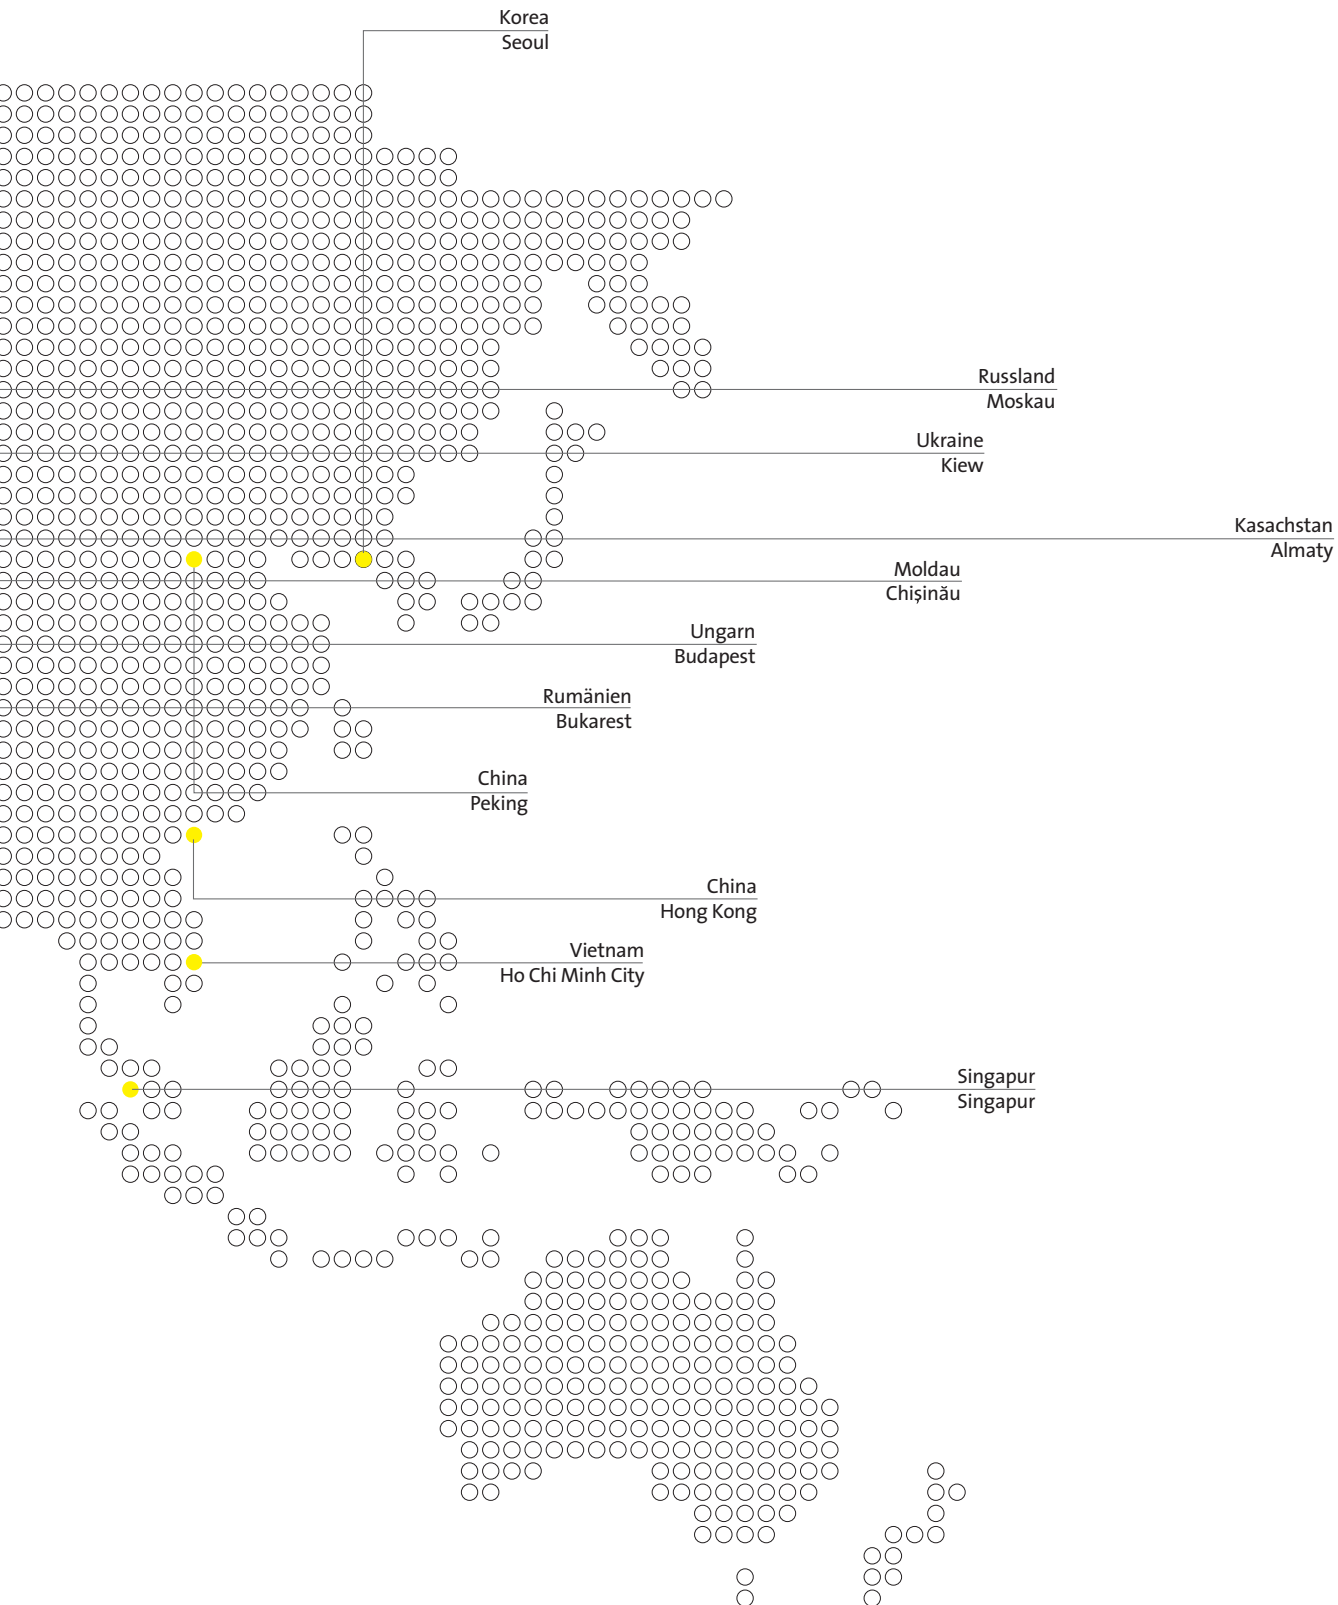 Korea
Seoul
Russland
Moskau
Ukraine
Kiew
Kasachstan
Almaty
Moldau
Chișinău
Ungarn
Budapest
Rumänien
Bukarest
China
Peking
China
Hong Kong
Vietnam
Ho Chi Minh City
Singapur
Singapur